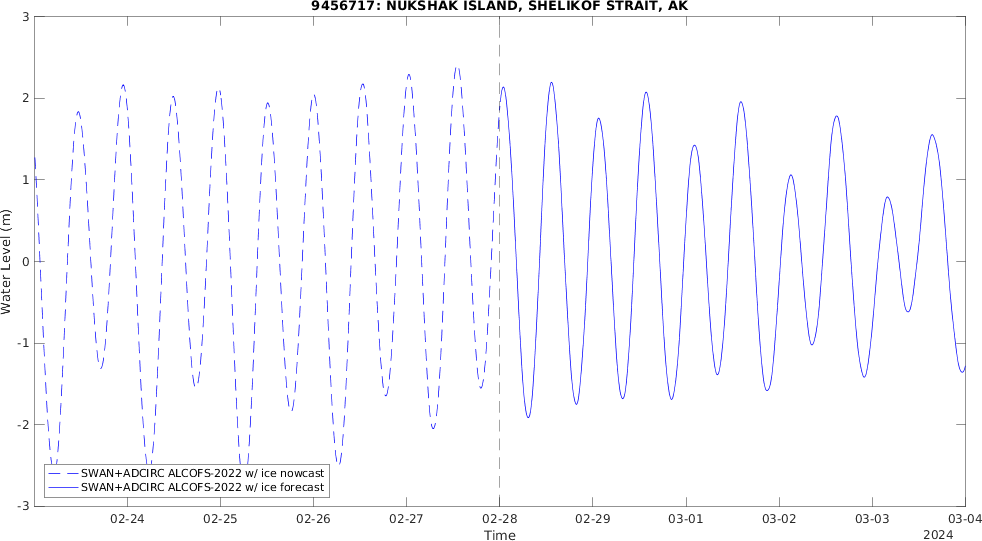 9456717: NUKSHAK ISLAND, SHELIKOF STRAIT, AK
3
2
1
0
-1
-2
-3
Water Level (m)
SWAN+ADCIRC ALCOFS-2022 w/ ice nowcast
SWAN+ADCIRC ALCOFS-2022 w/ ice forecast
02-24 02-25 02-26 02-27 02-28 02-29 03-01 03-02 03-03 03-04
Time
2024